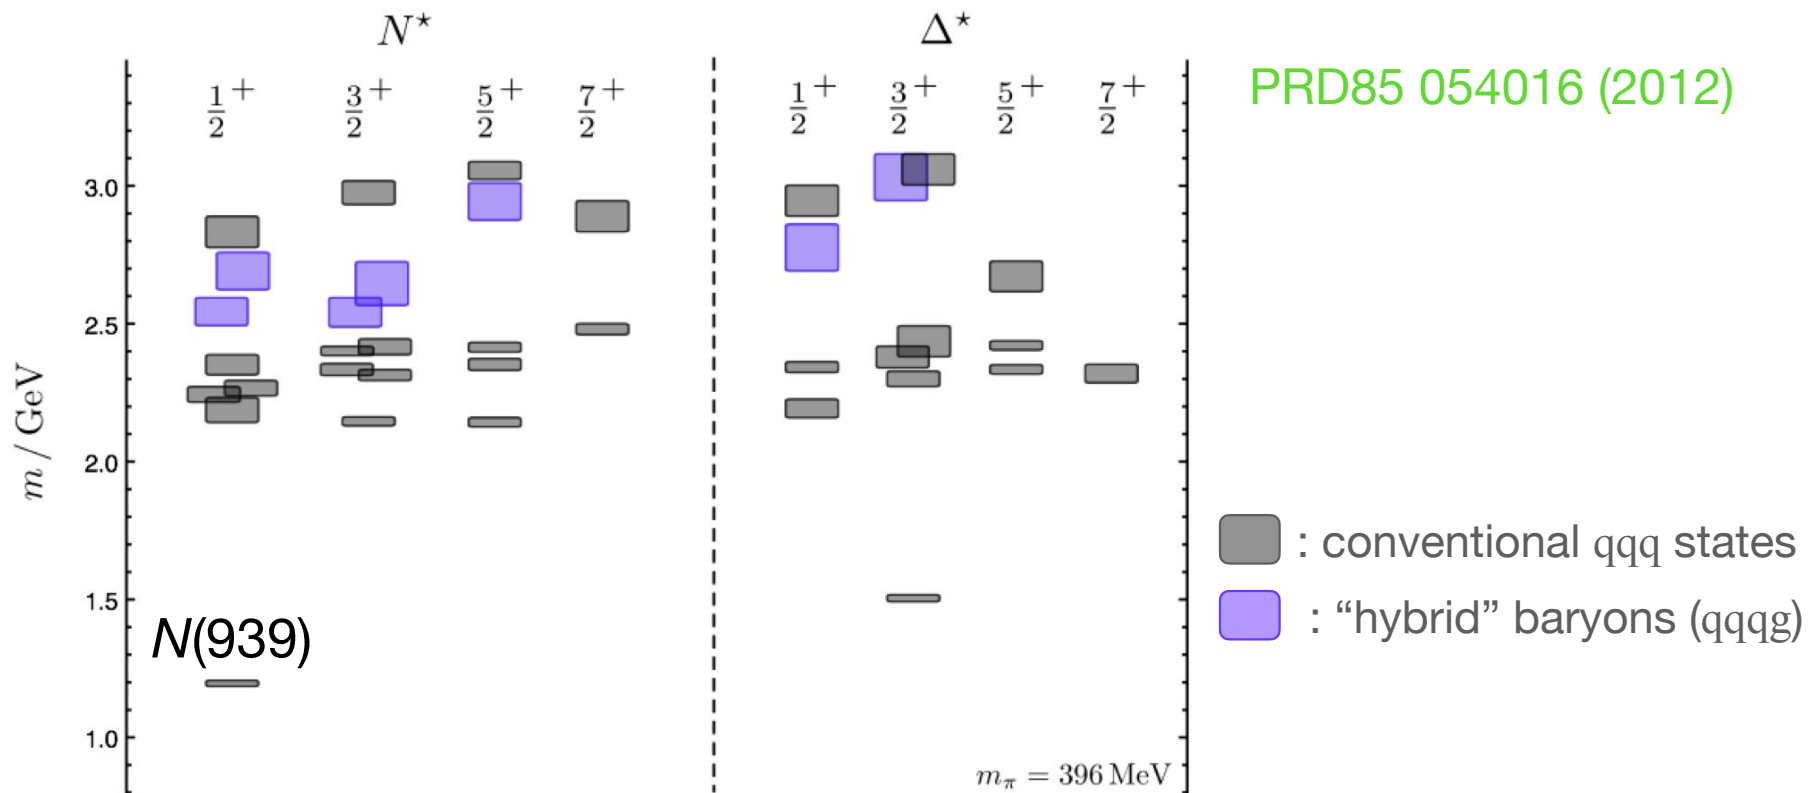 N⋆ Δ⋆
1/2+ 3/2+ 5/2+ 7/2+ 1/2+ 3/2+ 5/2+ 7/2+
PRD85 054016 (2012)
3.0
2.5
2.0
1.5
1.0
m / GeV
N(939)
mπ = 396 MeV
: conventional qqq states
: “hybrid” baryons (qqqg)